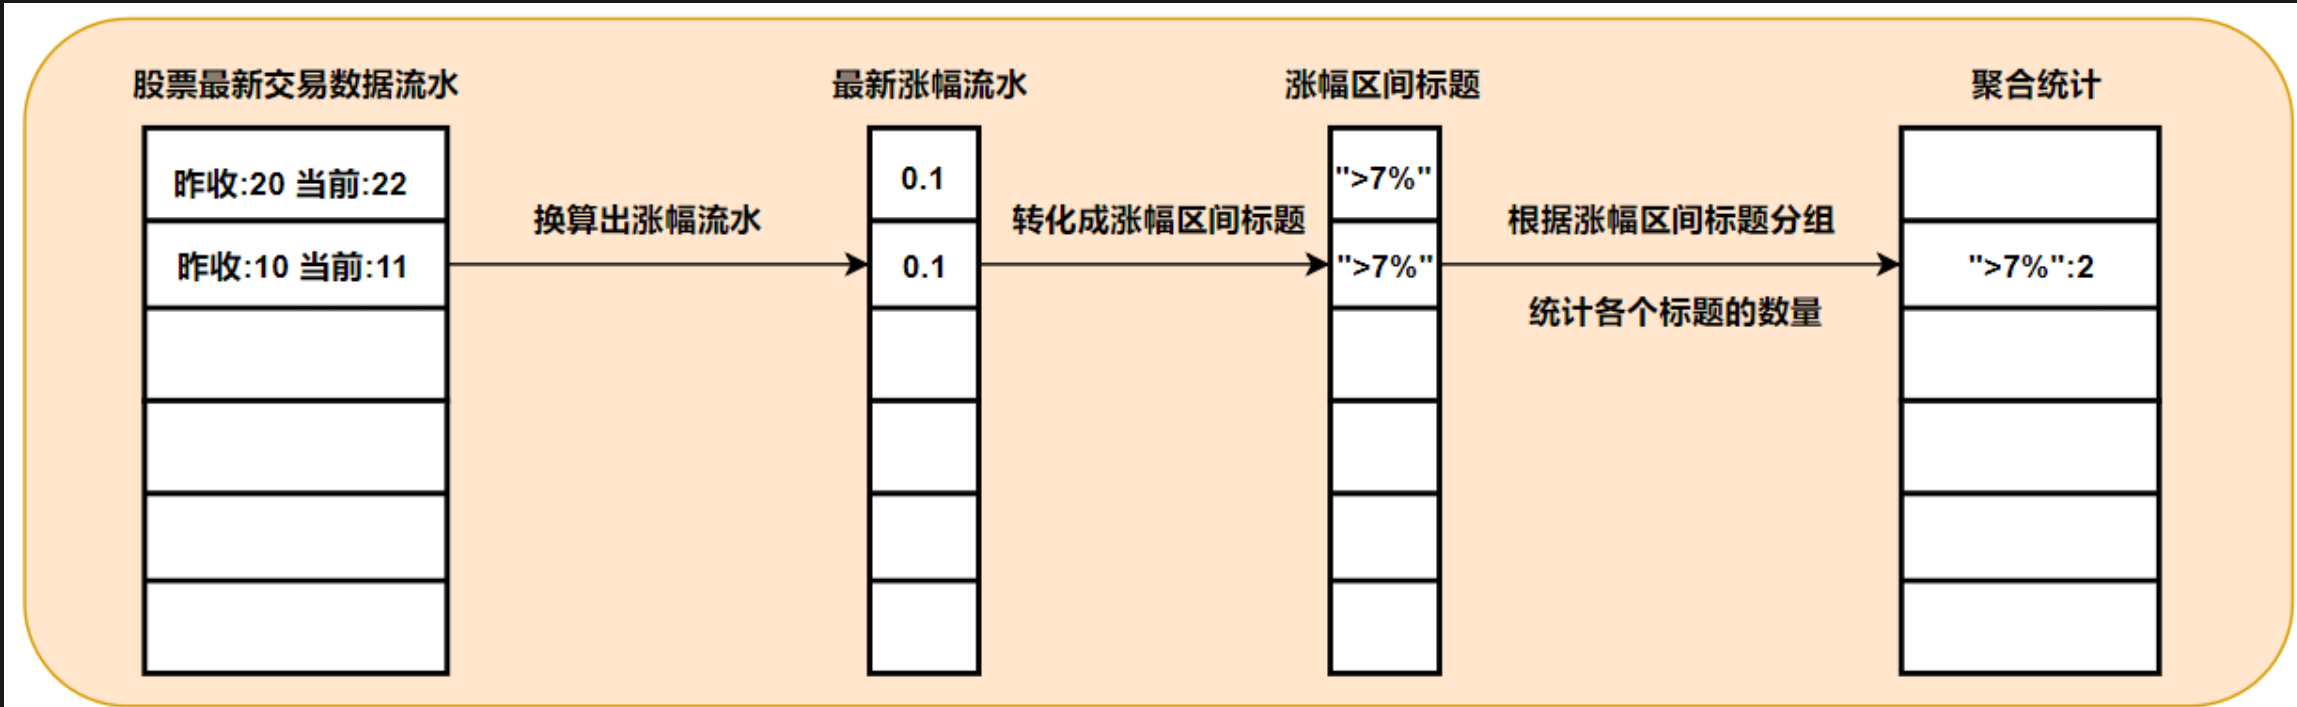 股票最新交易数据流水
最新涨幅流水
涨幅区间标题
聚合统计
昨收:20 当前:22
0.1
">7%"
换算出涨幅流水
转化成涨幅区间标题
根据涨幅区间标题分组
昨收:10 当前:11
0.1
">7%"
">7%":2
统计各个标题的数量